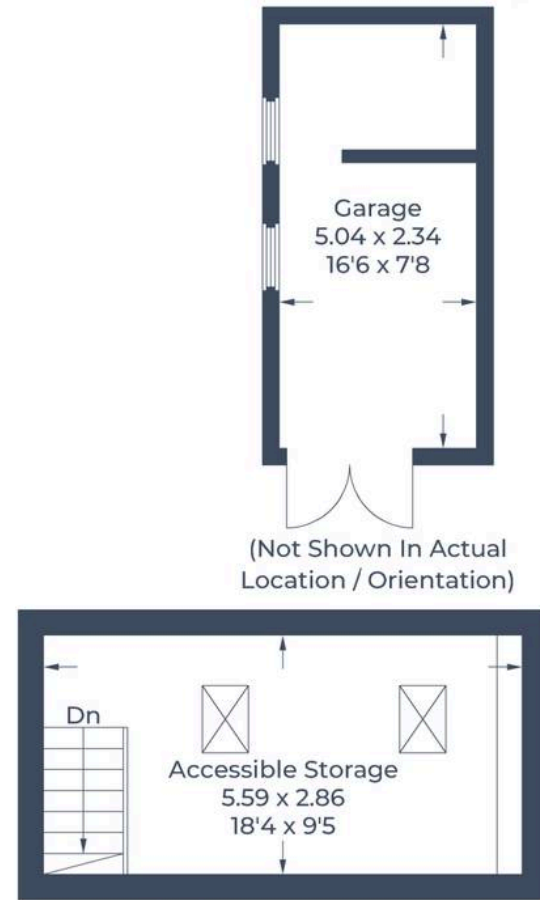 Garage
5.04 x 2.34
16'6 x 7'8
(Not Shown In Actual
Location / Orientation)
Dn
Accessible Storage
5.59 x 2.86
18'4 x 9'5